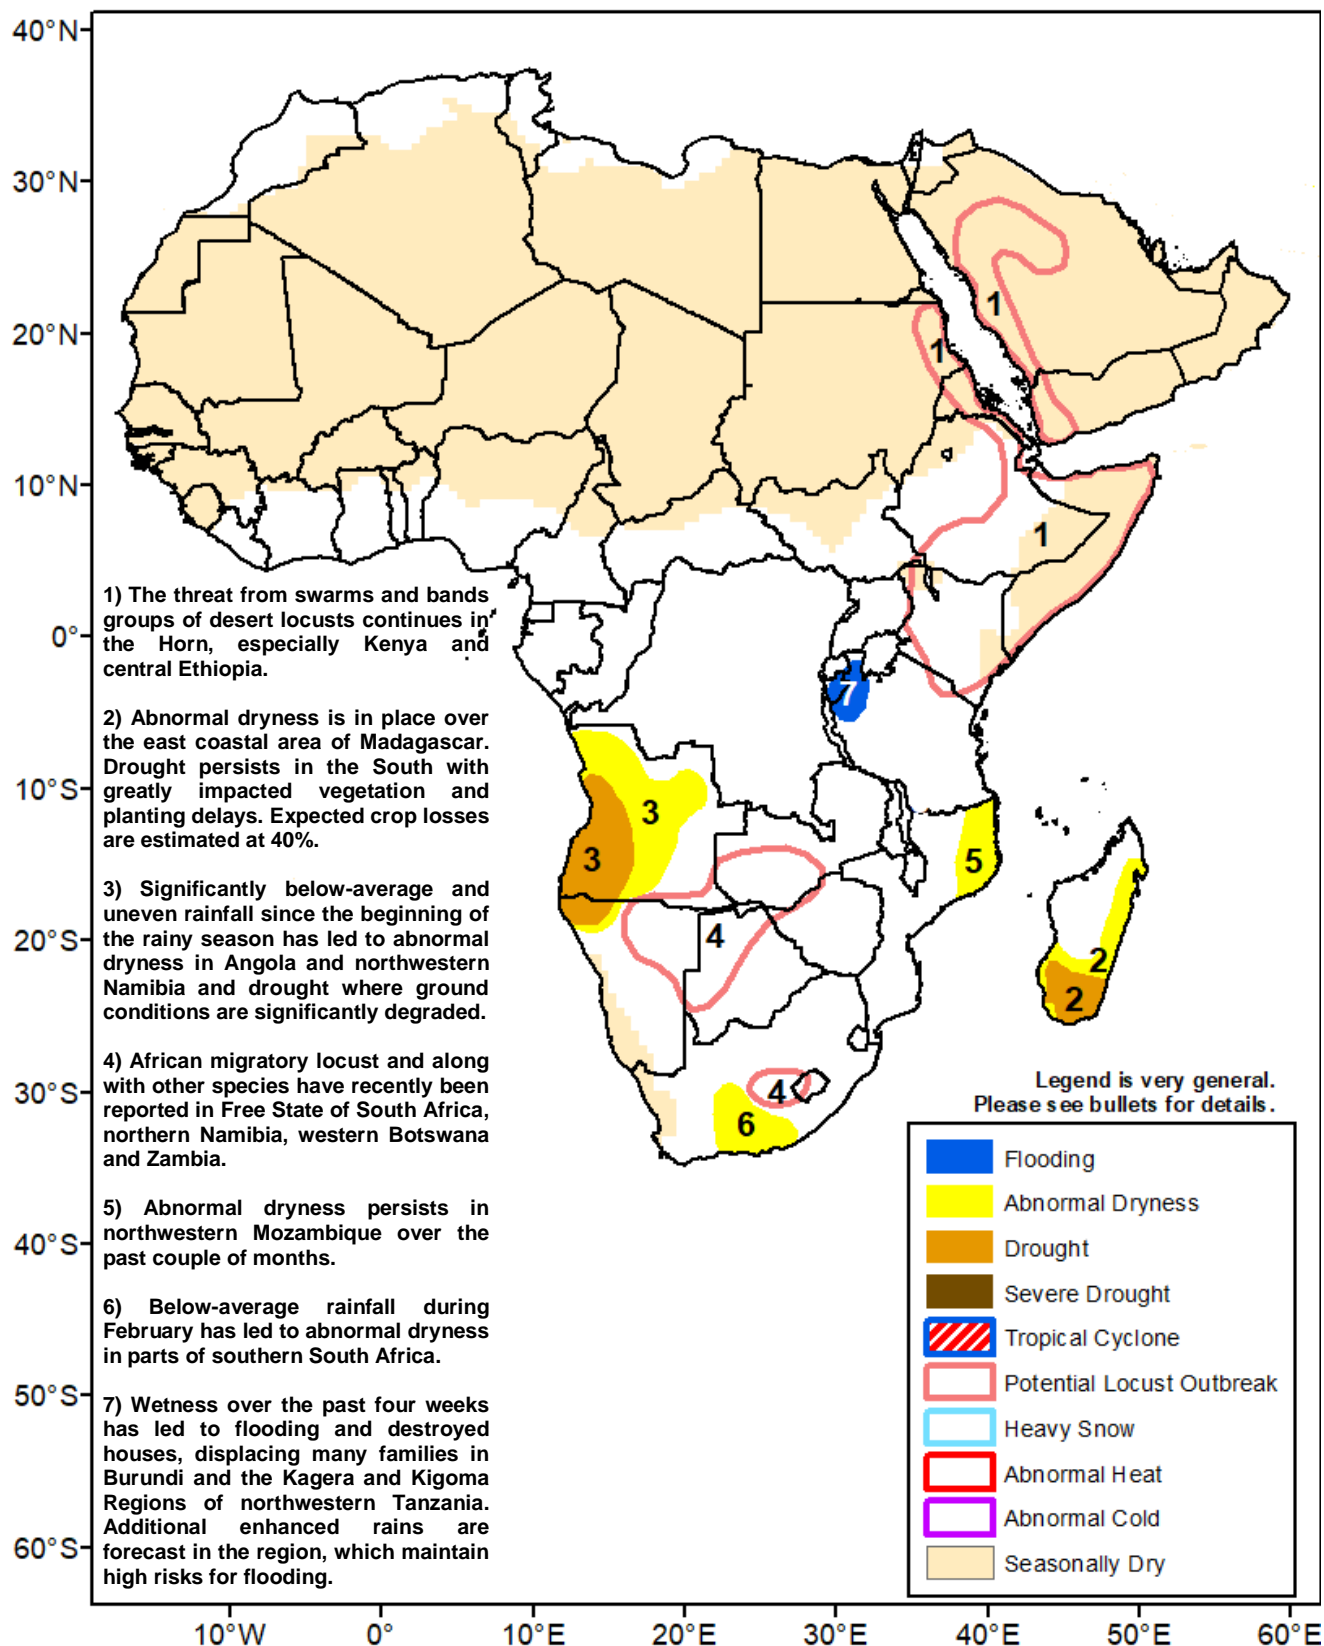 40°N
30°N
20°N
10°N
0°
10°S
20°S
30°S
40°S
50°S
60°S
1
1
1
7
3
3
5
2
2
4
4
6
1) The threat from swarms and bands
groups of desert locusts continues in
the Horn, especially Kenya and
central Ethiopia.
2) Abnormal dryness is in place over
the east coastal area of Madagascar.
Drought persists in the South with
greatly impacted vegetation and
planting delays. Expected crop losses
are estimated at 40%.
3) Significantly below-average and
uneven rainfall since the beginning of
the rainy season has led to abnormal
dryness in Angola and northwestern
Namibia and drought where ground
conditions are significantly degraded.
4) African migratory locust and along
with other species have recently been
reported in Free State of South Africa,
northern Namibia, western Botswana
and Zambia.
5) Abnormal dryness persists in
northwestern Mozambique over the
past couple of months.
6) Below-average rainfall during
February has led to abnormal dryness
in parts of southern South Africa.
7) Wetness over the past four weeks
has led to flooding and destroyed
houses, displacing many families in
Burundi and the Kagera and Kigoma
Regions of northwestern Tanzania.
Additional enhanced rains are
forecast in the region, which maintain
high risks for flooding.
Legend is very general.
Please see bullets for details.
Flooding
Abnormal Dryness
Drought
Severe Drought
Tropical Cyclone
Potential Locust Outbreak
Heavy Snow
Abnormal Heat
Abnormal Cold
Seasonally Dry
10°W
0°
10°E
20°E
30°E
40°E
50°E
60°E